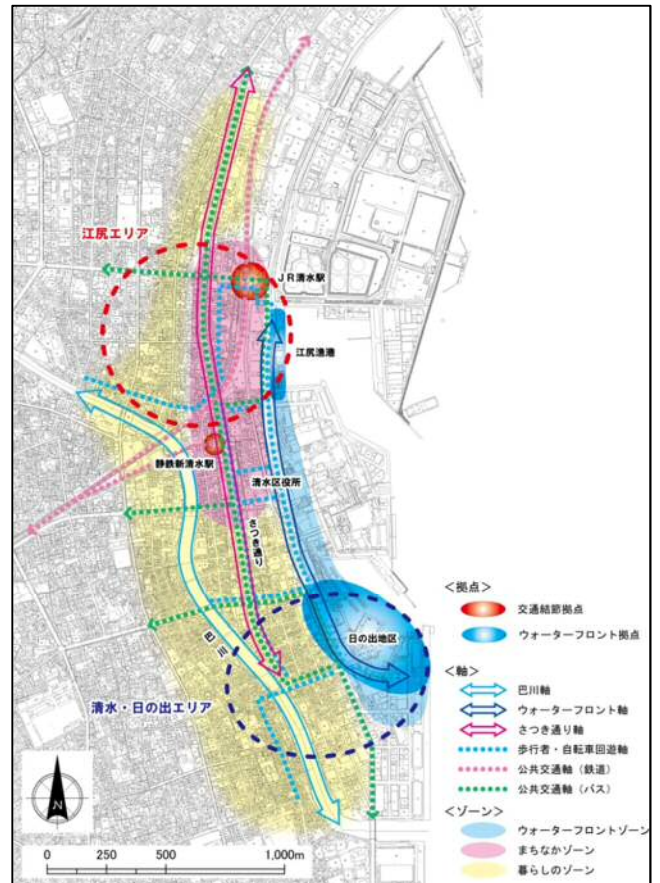 江尻エリア
JR清水駅
江尻漁港
静鉄新清水駅
清水区役所
さつき通り
日の出地区
巴川
清水・日の出エリア
N
0 250 500 1,000m
＜拠点＞
交通結節拠点
ウォーターフロント拠点
＜軸＞
巴川軸
ウォーターフロント軸
さつき通り軸
歩行者・自転車回遊軸
公共交通軸（鉄道）
公共交通軸（バス）
＜ゾーン＞
ウォーターフロントゾーン
まちなかゾーン
暮らしのゾーン